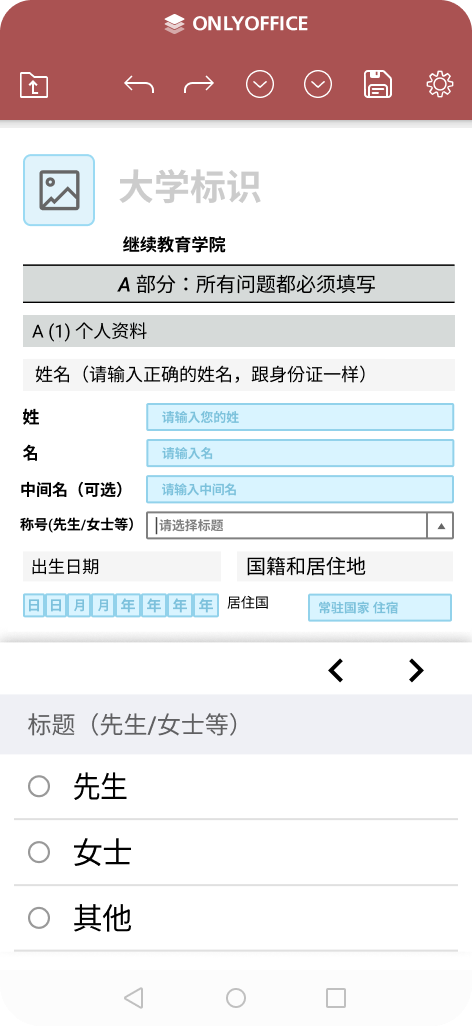 ONLYOFFICE
大学标识
继续教育学院
A 部分：所有问题都必须填写
A (1) 个人资料
姓名（请输入正确的姓名，跟身份证一样）
姓 请输入您的姓
名 请输入名
中间名（可选） 请输入中间名
称号(先生/女士等） 请选择标题
出生日期 国籍和居住地
日 日 月 月 年 年 年 年 居住国 常驻国家 住宿
标题（先生/女士等）
先生
女士
其他